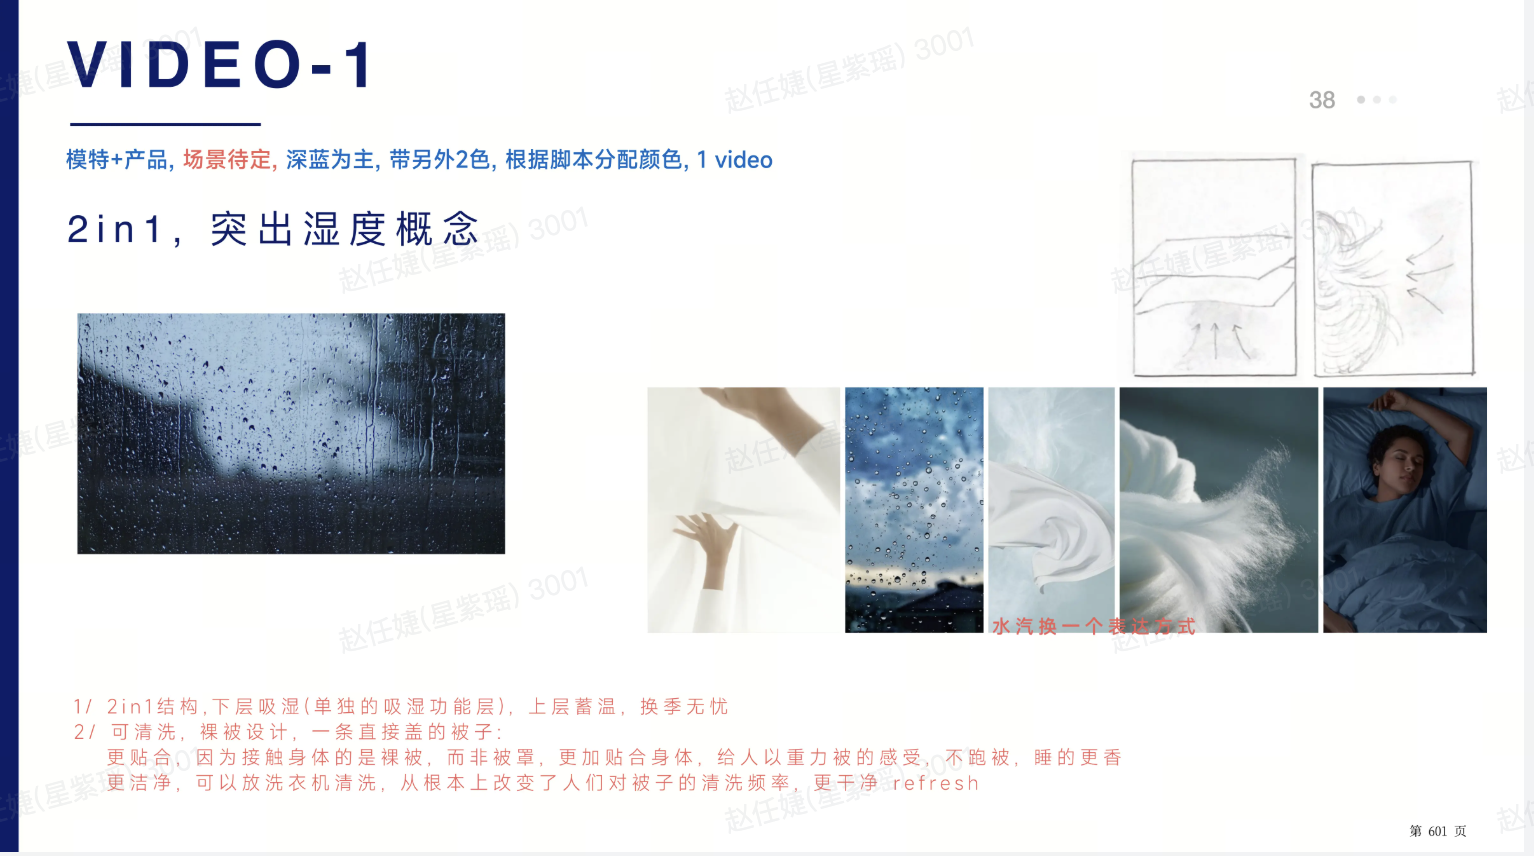 VIDEO-1
38
模特+产品, 场景待定, 深蓝为主, 带另外2色, 根据脚本分配颜色, 1 video
2in1, 突出湿度概念
水汽换一个表达方式
1/ 2in1结构,下层吸湿(单独的吸湿功能层), 上层蓄温, 换季无忧
2/ 可清洗, 裸被设计, 一条直接盖的被子:
更贴合, 因为接触身体的是裸被, 而非被罩, 更加贴合身体, 给人以重力被的感受, 不跑被, 睡的更香
更洁净, 可以放洗衣机清洗, 从根本上改变了人们对被子的清洗频率, 更干净 refresh
第 601 页
赵任婕(星紫瑶) 3001